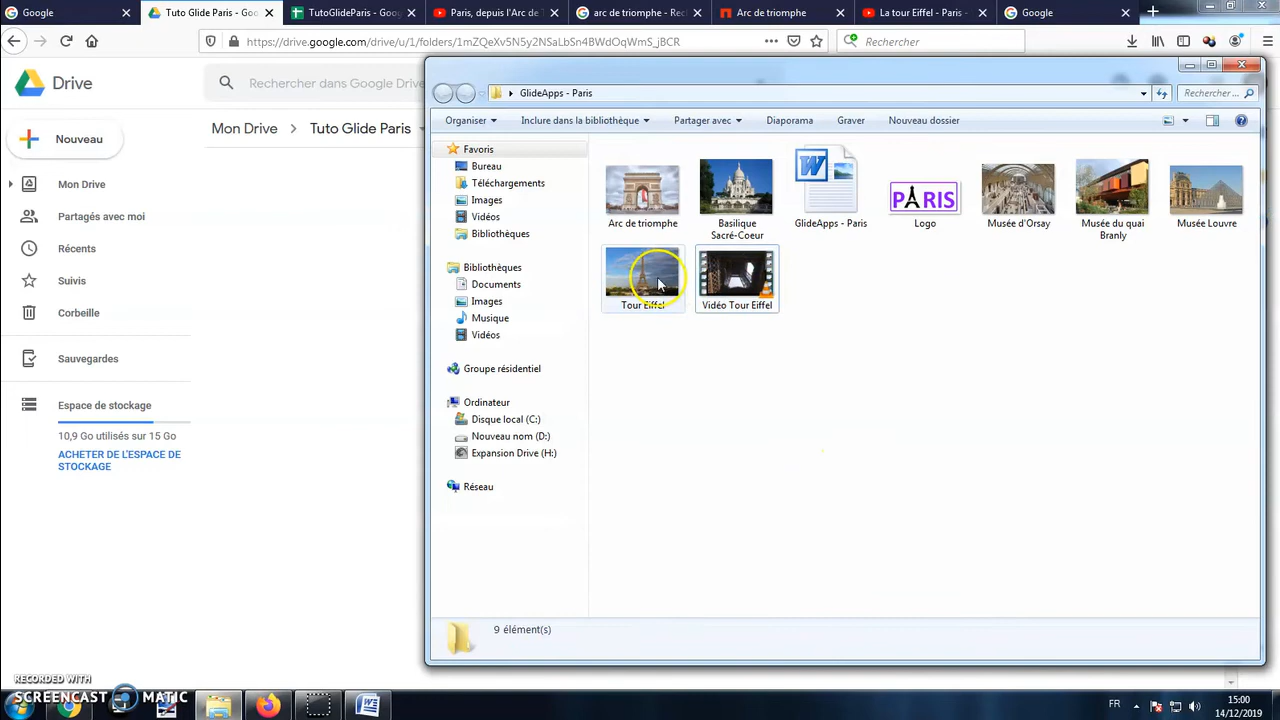 Google
Tuto Glide Paris - Goo
TutoGlideParis - Goog
Paris, depuis l'Arc de T
arc de triomphe - Rec
Arc de triomphe
La tour Eiffel - Paris -
Google
https://drive.google.com/drive/u/1/folders/1mZQeXv5N5y2NSaLbSn4BWdOqWmS_jBCR
Rechercher
Drive
Rechercher dans Google Drive
Nouveau
Mon Drive
Tuto Glide Paris
Mon Drive
Partagés avec moi
Récents
Suivis
Corbeille
Sauvegardes
Espace de stockage
10,9 Go utilisés sur 15 Go
ACHETER DE L'ESPACE DE
STOCKAGE
GlideApps - Paris
Rechercher ...
Organiser
Inclure dans la bibliothèque
Partager avec
Diaporama
Graver
Nouveau dossier
Favoris
Bureau
Téléchargements
Images
Vidéos
Bibliothèques
Bibliothèques
Documents
Images
Musique
Vidéos
Groupe résidentiel
Ordinateur
Disque local (C:)
Nouveau nom (D:)
Expansion Drive (H:)
Réseau
W
PARIS
Arc de triomphe
Basilique
Sacré-Coeur
GlideApps - Paris
Logo
Musée d'Orsay
Musée du quai
Branly
Musée Louvre
Tour Eiffel
Vidéo Tour Eiffel
9 élément(s)
RECORDED WITH
SCREENCAST MATIC
W
FR
15:00
14/12/2019